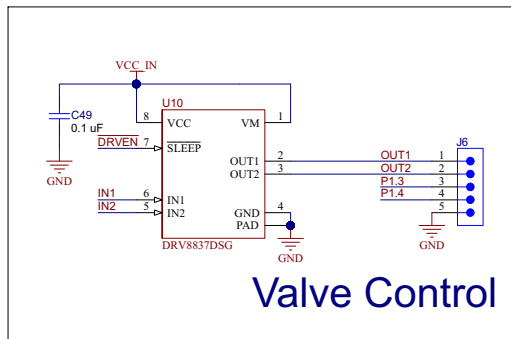 VCC_IN
U10
C49
0.1 uF
8 VCC VM 1
DRVEN 7 SLEEP
GND
OUT1 2 OUT1 1
OUT2 3 OUT2 2
P1.3 3
P1.4 4
5
J6
IN1 6 IN1
IN2 5 IN2
GND 4
PAD
DRV8837DSG
GND
GND
Valve Control